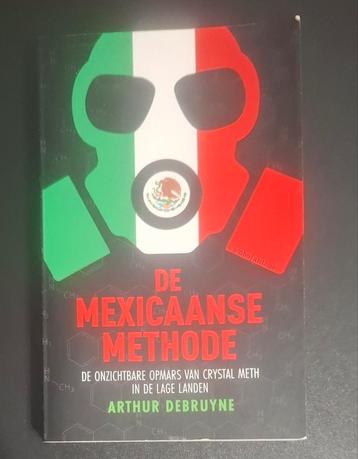 DE
MEXICAANSE
METHODE
DE ONZICHTBARE OPMARS VAN CRYSTAL METH
IN DE LAGE LANDEN
ARTHUR DEBRUYNE